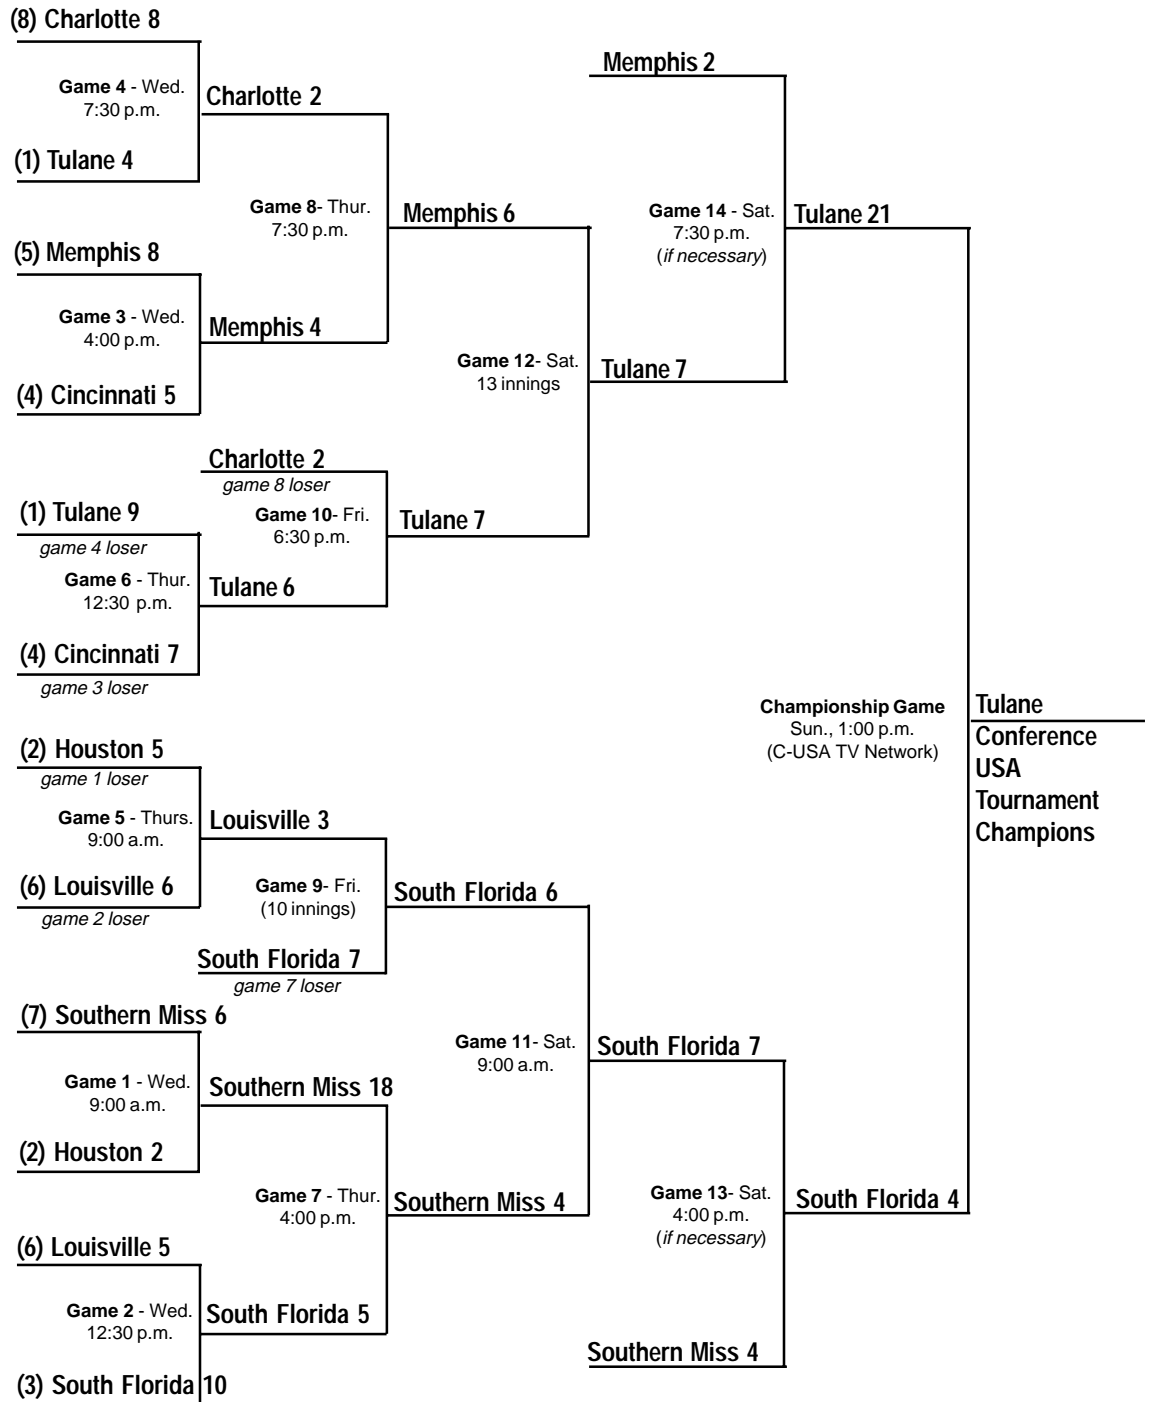 (8) Charlotte 8
Game 4 - Wed.
7:30 p.m.
Charlotte 2
(1) Tulane 4
Game 8- Thur.
7:30 p.m.
Memphis 6
(5) Memphis 8
Game 3 - Wed.
4:00 p.m.
Memphis 4
(4) Cincinnati 5
Memphis 2
Game 14 - Sat.
7:30 p.m.
(if necessary)
Tulane 21
Game 12- Sat.
13 innings
Tulane 7
Charlotte 2
game 8 loser
(1) Tulane 9
game 4 loser
Game 10- Fri.
6:30 p.m.
Tulane 7
Game 6 - Thur.
12:30 p.m.
Tulane 6
(4) Cincinnati 7
game 3 loser
Championship Game
Sun., 1:00 p.m.
(C-USA TV Network)
Tulane
Conference
USA
Tournament
Champions
(2) Houston 5
game 1 loser
Game 5 - Thurs.
9:00 a.m.
Louisville 3
(6) Louisville 6
game 2 loser
Game 9- Fri.
(10 innings)
South Florida 6
South Florida 7
game 7 loser
(7) Southern Miss 6
Game 1 - Wed.
9:00 a.m.
Southern Miss 18
(2) Houston 2
Game 11- Sat.
9:00 a.m.
South Florida 7
Game 7 - Thur.
4:00 p.m.
Southern Miss 4
Game 13- Sat.
4:00 p.m.
(if necessary)
South Florida 4
(6) Louisville 5
Game 2 - Wed.
12:30 p.m.
South Florida 5
Southern Miss 4
(3) South Florida 10